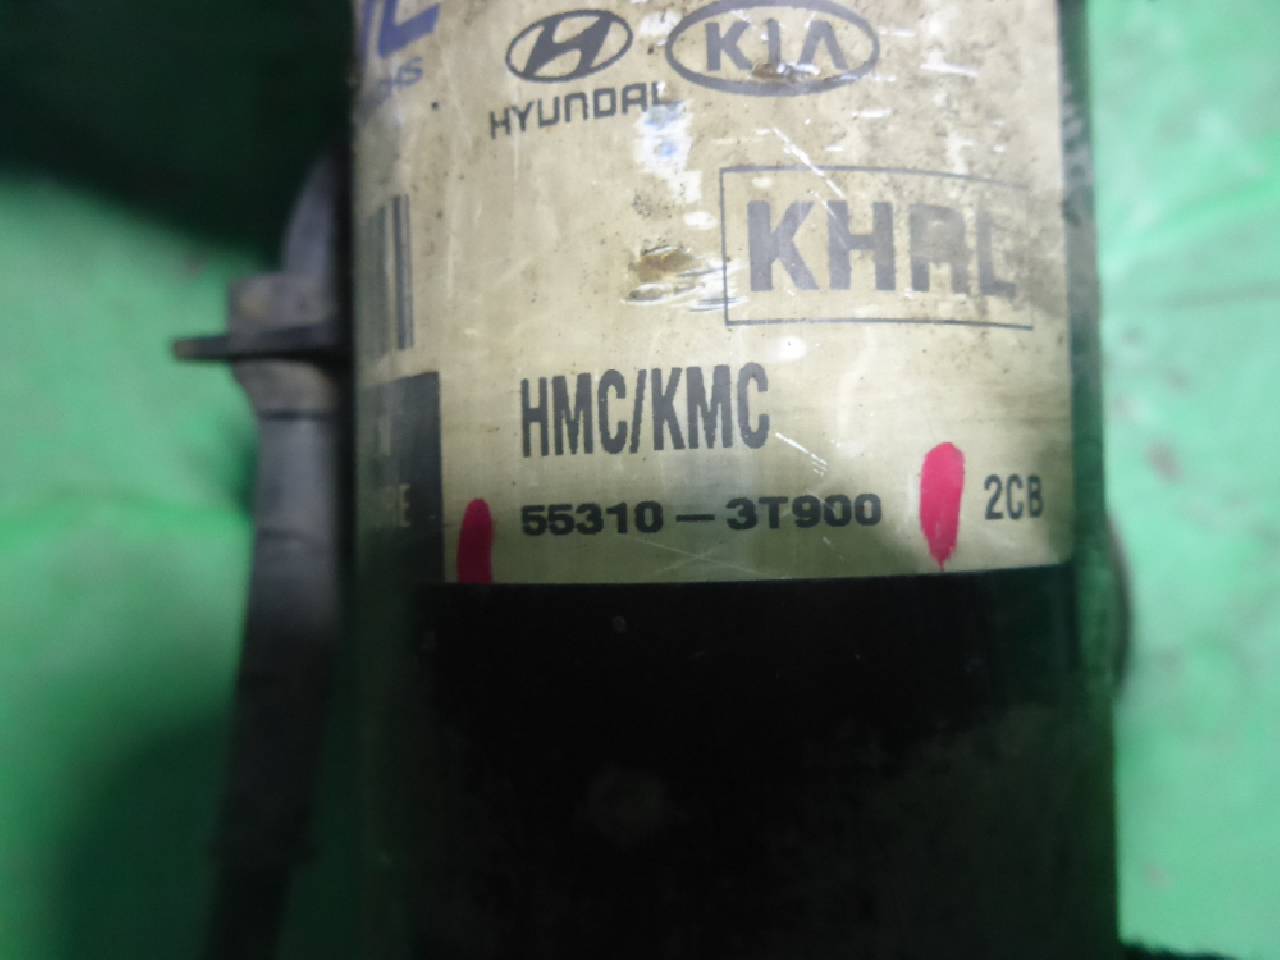 HYUNDAI
KIA
KHRL
HMC/KMC
55310-3T900 2CB